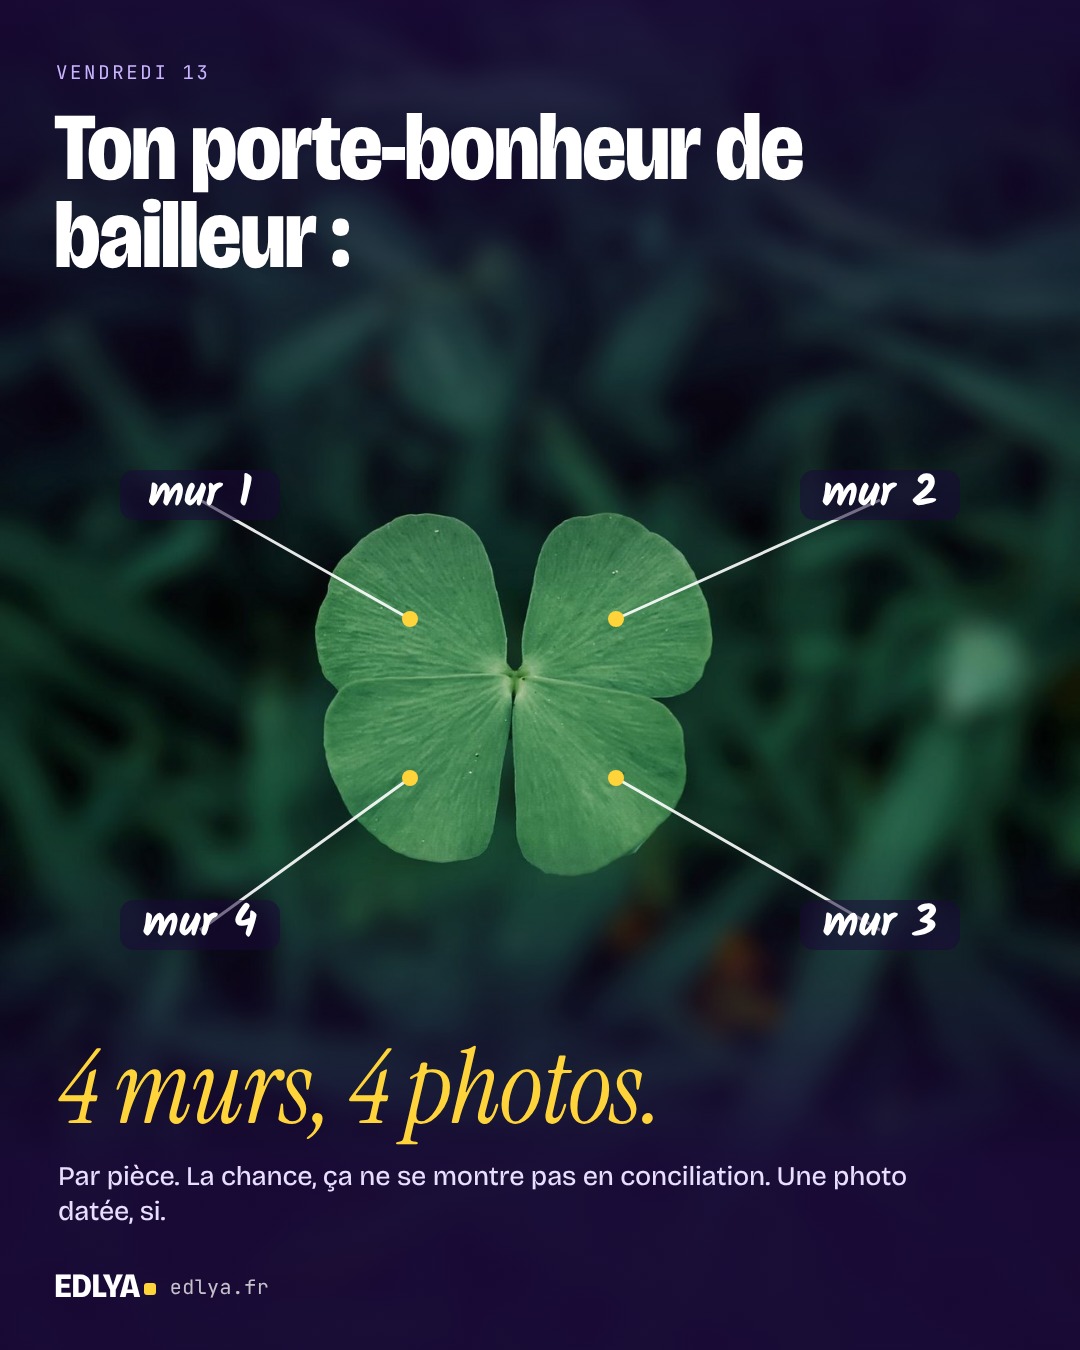 VENDREDI 13
Ton porte-bonheur de
bailleur :
mur 1
mur 2
mur 4
mur 3
4 murs, 4 photos.
Par pièce. La chance, ça ne se montre pas en conciliation. Une photo
datée, si.
EDLYA edlya.fr